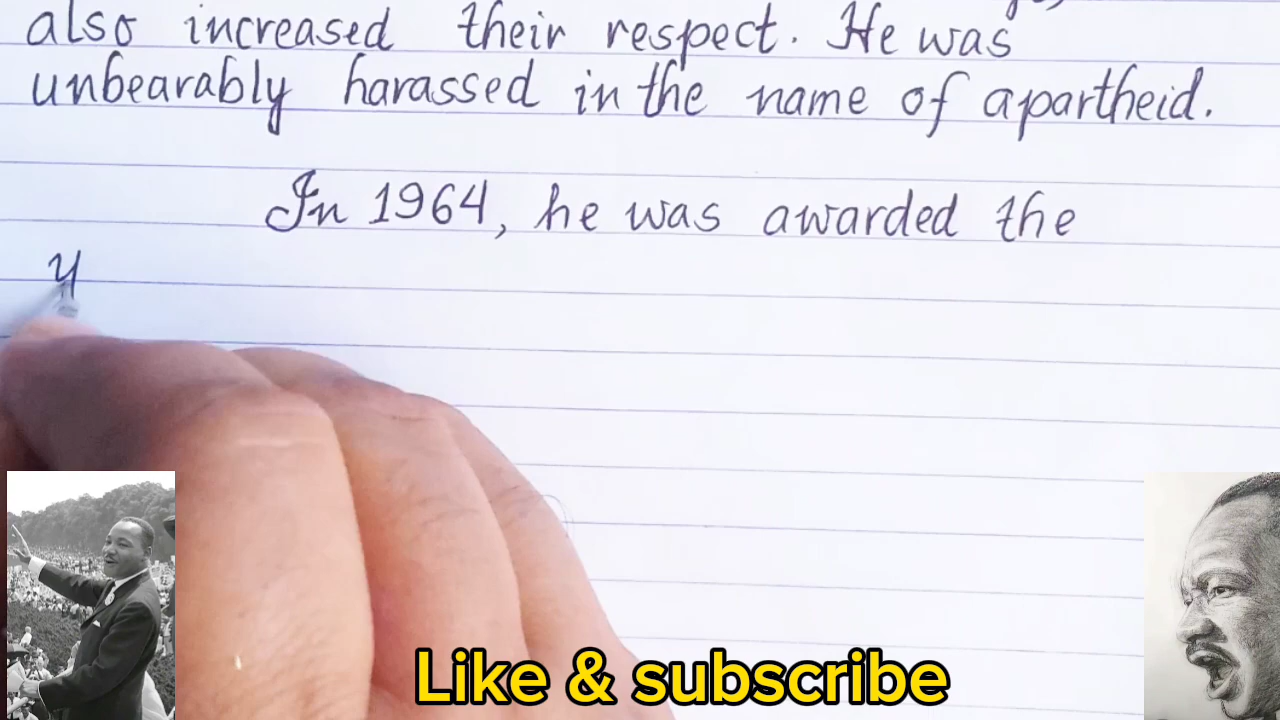 also increased their respect. He was
unbearably harassed in the name of apartheid.
In 1964, he was awarded the
Like & subscribe